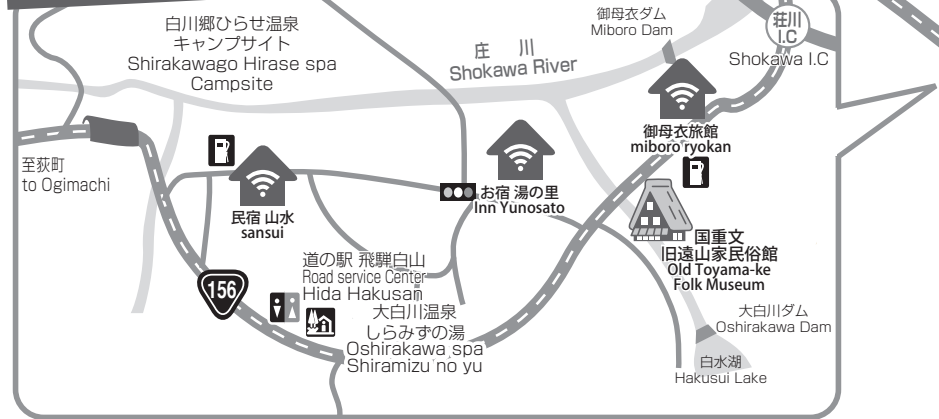 白川郷ひらせ温泉
キャンプサイト
Shirakawago Hirase spa
Campsite
庄 川
Shokawa River
御母衣ダム
Miboro Dam
荘川
I.C
Shokawa I.C
御母衣旅館
miboro ryokan
至荻町
to Ogimachi
民宿 山水
sansui
お宿 湯の里
Inn Yunosato
国重文
旧遠山家民俗館
Old Toyama-ke
Folk Museum
156
道の駅 飛騨白山
Road service Center
Hida Hakusan
大白川温泉
しらみずの湯
Oshirakawa spa
Shiramizu no yu
大白川ダム
Oshirakawa Dam
白水湖
Hakusui Lake